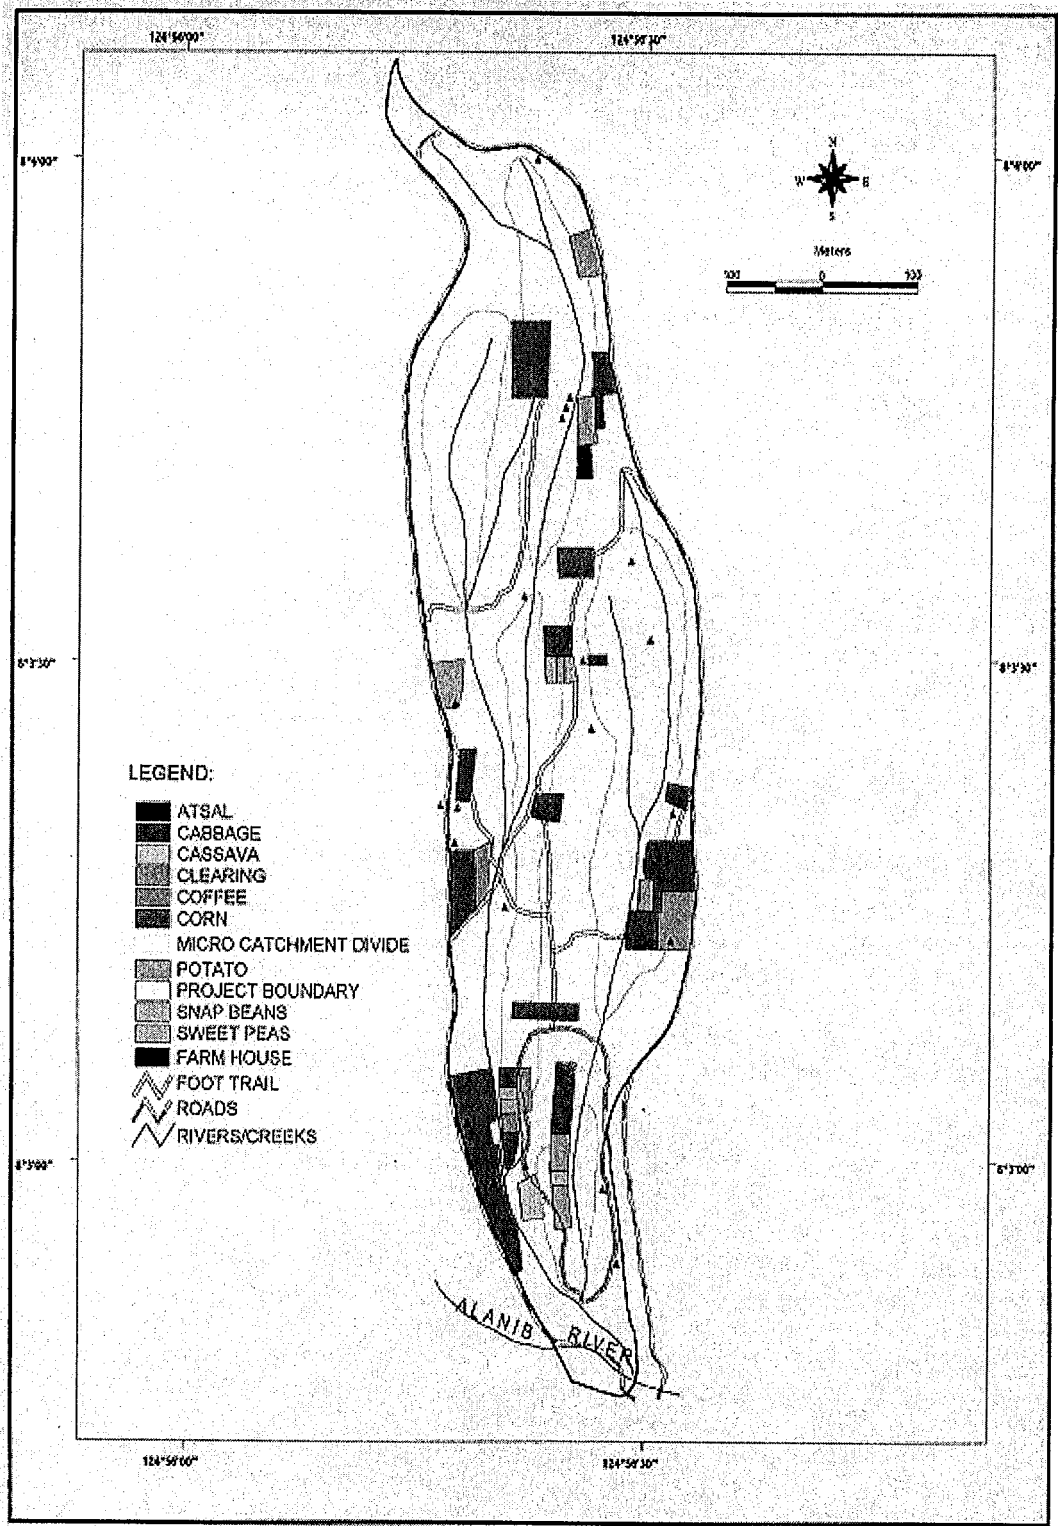 124°56'00" 124°56'30"
8°4'00" 8°4'00"
N
W E
S
Meters
100 0 100
8°3'30" 8°3'30"
LEGEND:
ATSAL
CABBAGE
CASSAVA
CLEARING
COFFEE
CORN
MICRO CATCHMENT DIVIDE
POTATO
PROJECT BOUNDARY
SNAP BEANS
SWEET PEAS
FARM HOUSE
FOOT TRAIL
ROADS
RIVERS/CREEKS
8°3'00" 8°3'00"
ALANIB RIVER
124°56'00" 124°56'30"